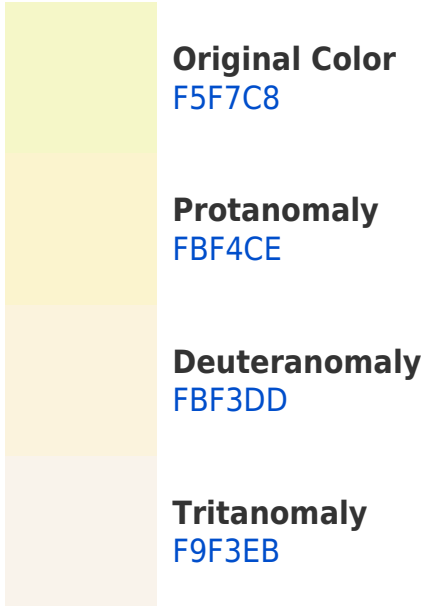 Original Color
F5F7C8
Protanomaly
FBF4CE
Deuteranomaly
FBF3DD
Tritanomaly
F9F3EB